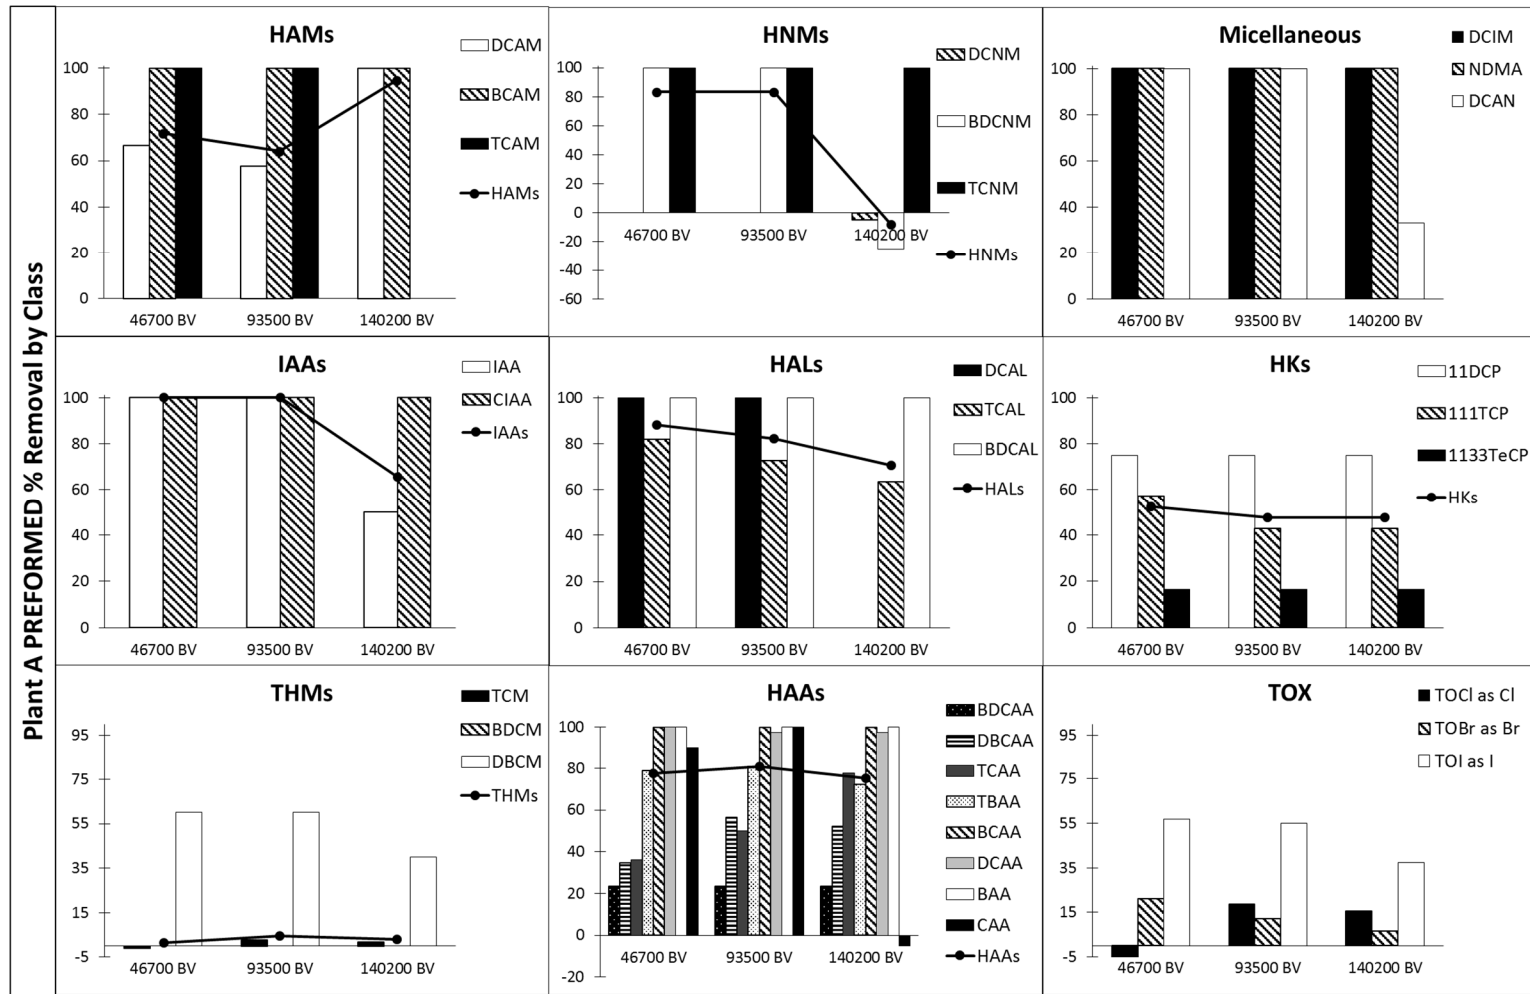 Plant A PREFORMED % Removal by Class
HAMs
100
80
60
40
20
0
46700 BV
93500 BV
140200 BV
DCAM
BCAM
TCAM
HAMs
HNMs
100
80
60
40
20
0
-20
-40
-60
46700 BV
93500 BV
140200 BV
DCNM
BDCNM
TCNM
HNMs
Micellaneous
100
80
60
40
20
0
46700 BV
93500 BV
140200 BV
DCIM
NDMA
DCAN
IAAs
100
80
60
40
20
0
46700 BV
93500 BV
140200 BV
IAA
CIAA
IAAs
HALs
100
80
60
40
20
0
46700 BV
93500 BV
140200 BV
DCAL
TCAL
BDCAL
HALs
HKs
100
80
60
40
20
0
46700 BV
93500 BV
140200 BV
11DCP
111TCP
1133TeCP
HKs
THMs
95
75
55
35
15
-5
46700 BV
93500 BV
140200 BV
TCM
BDCM
DBCM
THMs
HAAs
100
80
60
40
20
0
-20
46700 BV
93500 BV
140200 BV
BDCAA
DBCAA
TCAA
TBAA
BCAA
DCAA
BAA
CAA
HAAs
TOX
95
75
55
35
15
-5
46700 BV
93500 BV
140200 BV
TOCl as Cl
TOBr as Br
TOI as I